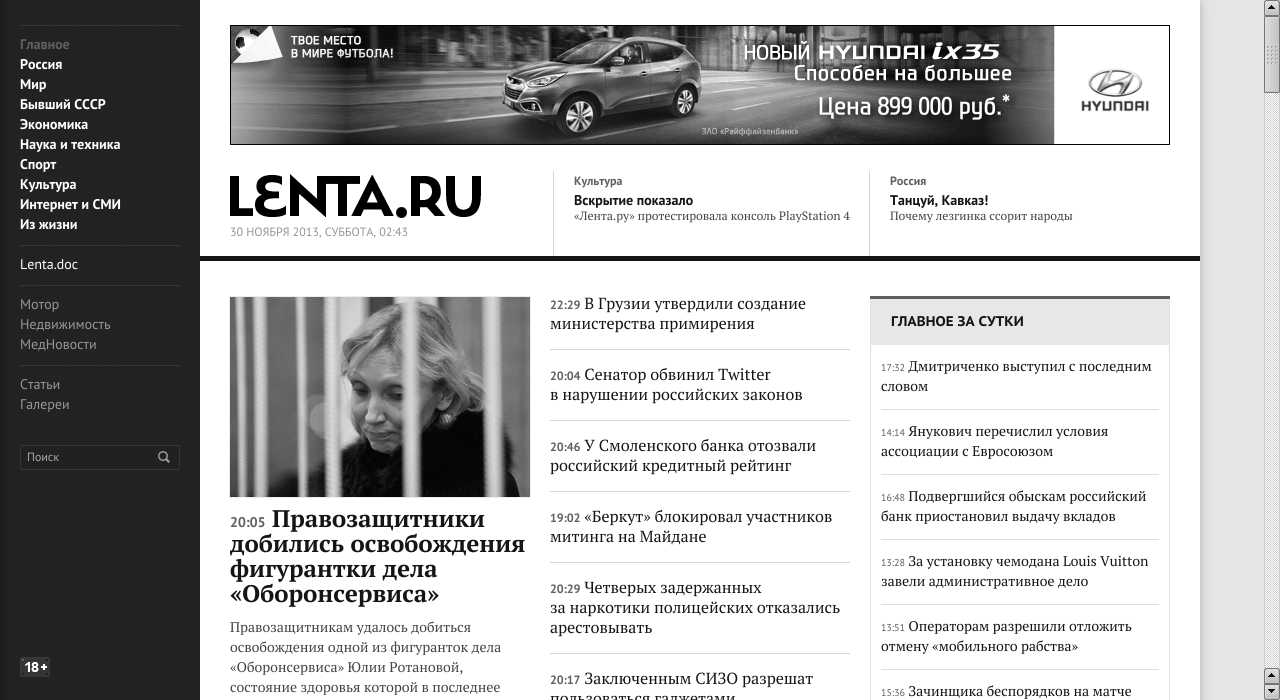 Главное
Россия
Мир
Бывший СССР
Экономика
Наука и техника
Спорт
Культура
Интернет и СМИ
Из жизни
Lenta.doc
Мотор
Недвижимость
МедНовости
Статьи
Галереи
Поиск
18+
ТВОЕ МЕСТО
В МИРЕ ФУТБОЛА!
НОВЫЙ HYUNDAI ix35
Способен на большее
Цена 899 000 руб.*
ЗАО «Райффайзенбанк»
HYUNDAI
LENTA.RU
30 НОЯБРЯ 2013, СУББОТА, 02:43
Культура
Вскрытие показало
«Лента.ру» протестировала консоль PlayStation 4
Россия
Танцуй, Кавказ!
Почему лезгинка ссорит народы
20:05 Правозащитники
добились освобождения
фигурантки дела
«Оборонсервиса»
Правозащитникам удалось добиться
освобождения одной из фигуранток дела
«Оборонсервиса» Юлии Ротановой,
состояние здоровья которой в последнее
22:29 В Грузии утвердили создание
министерства примирения
20:04 Сенатор обвинил Twitter
в нарушении российских законов
20:46 У Смоленского банка отозвали
российский кредитный рейтинг
19:02 «Беркут» блокировал участников
митинга на Майдане
20:29 Четверых задержанных
за наркотики полицейских отказались
арестовывать
20:17 Заключенным СИЗО разрешат
пользоваться гаджетами
ГЛАВНОЕ ЗА СУТКИ
17:32 Дмитриченко выступил с последним
словом
14:14 Янукович перечислил условия
ассоциации с Евросоюзом
16:48 Подвергшийся обыскам российский
банк приостановил выдачу вкладов
13:28 За установку чемодана Louis Vuitton
завели административное дело
13:51 Операторам разрешили отложить
отмену «мобильного рабства»
15:36 Зачинщика беспорядков на матче